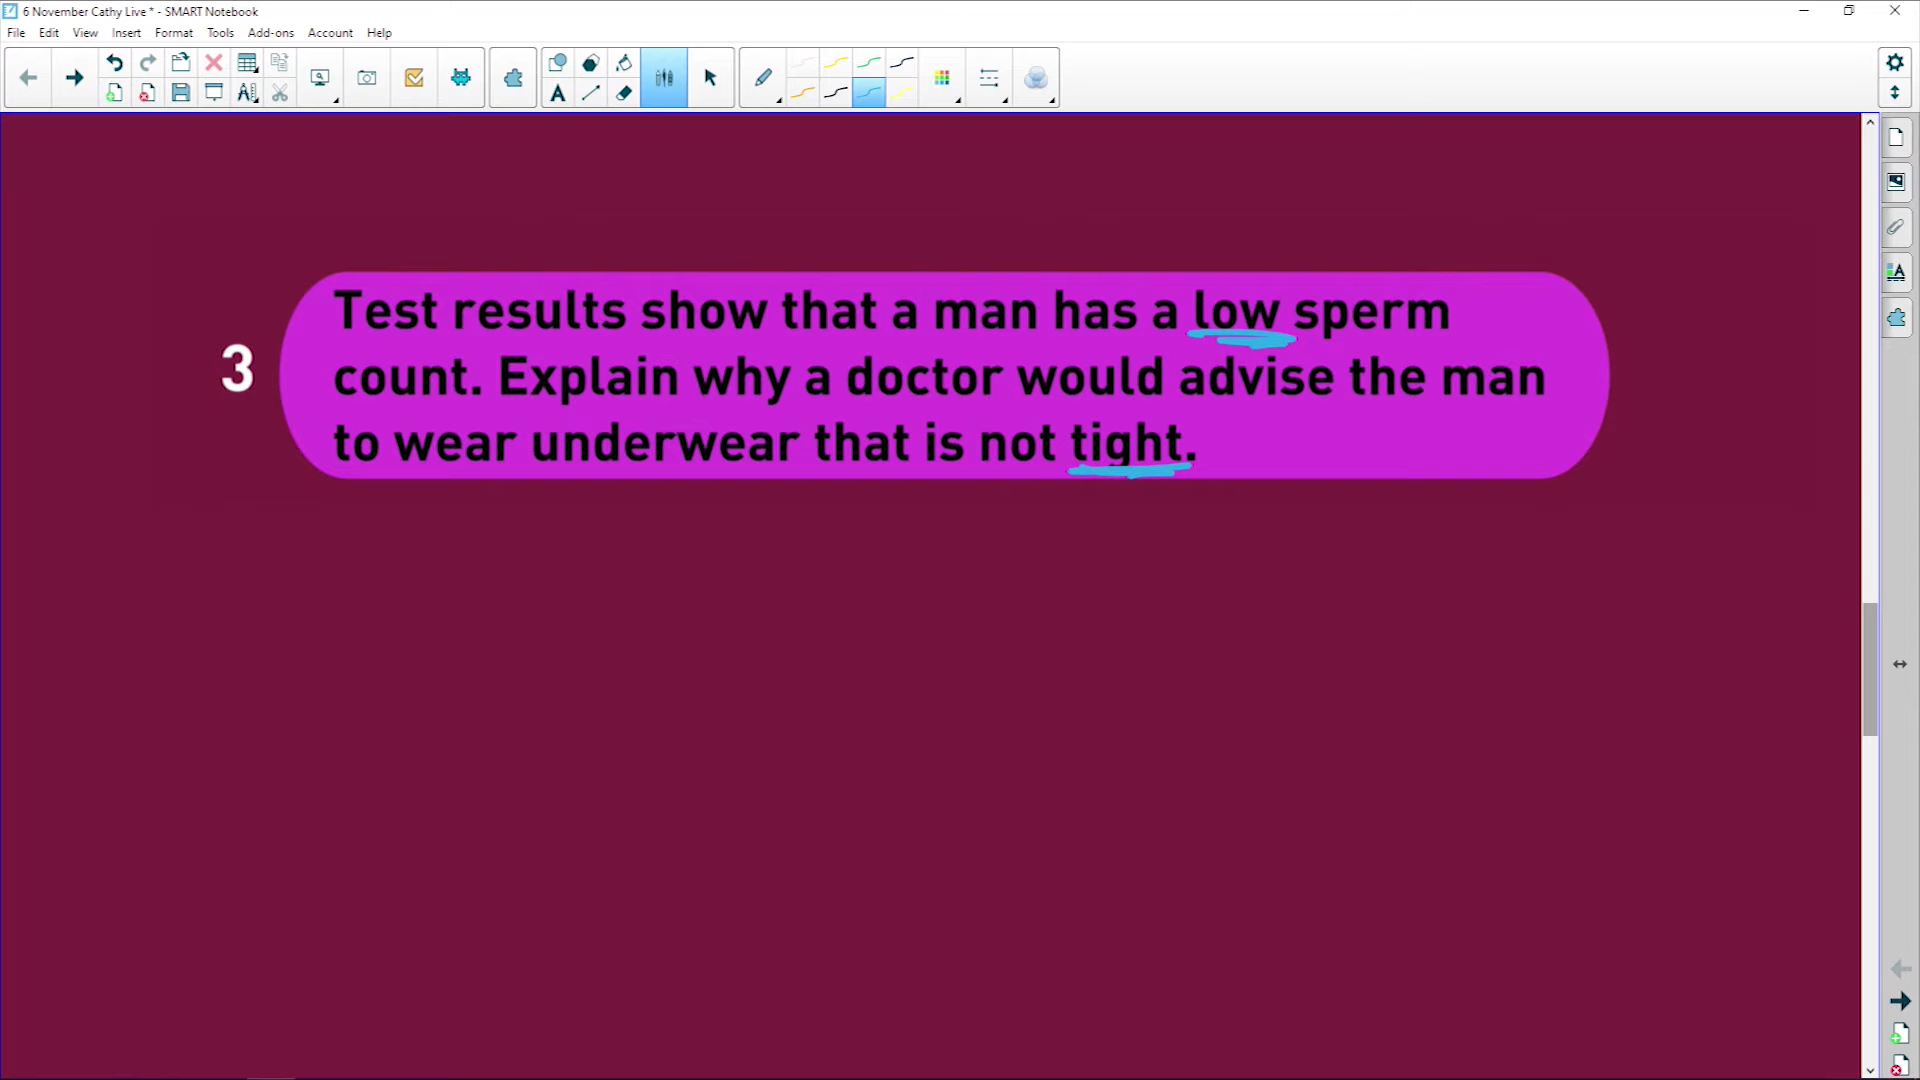 6 November Cathy Live * - SMART Notebook
File Edit View Insert Format Tools Add-ons Account Help
Test results show that a man has a low sperm
3 count. Explain why a doctor would advise the man
to wear underwear that is not tight.